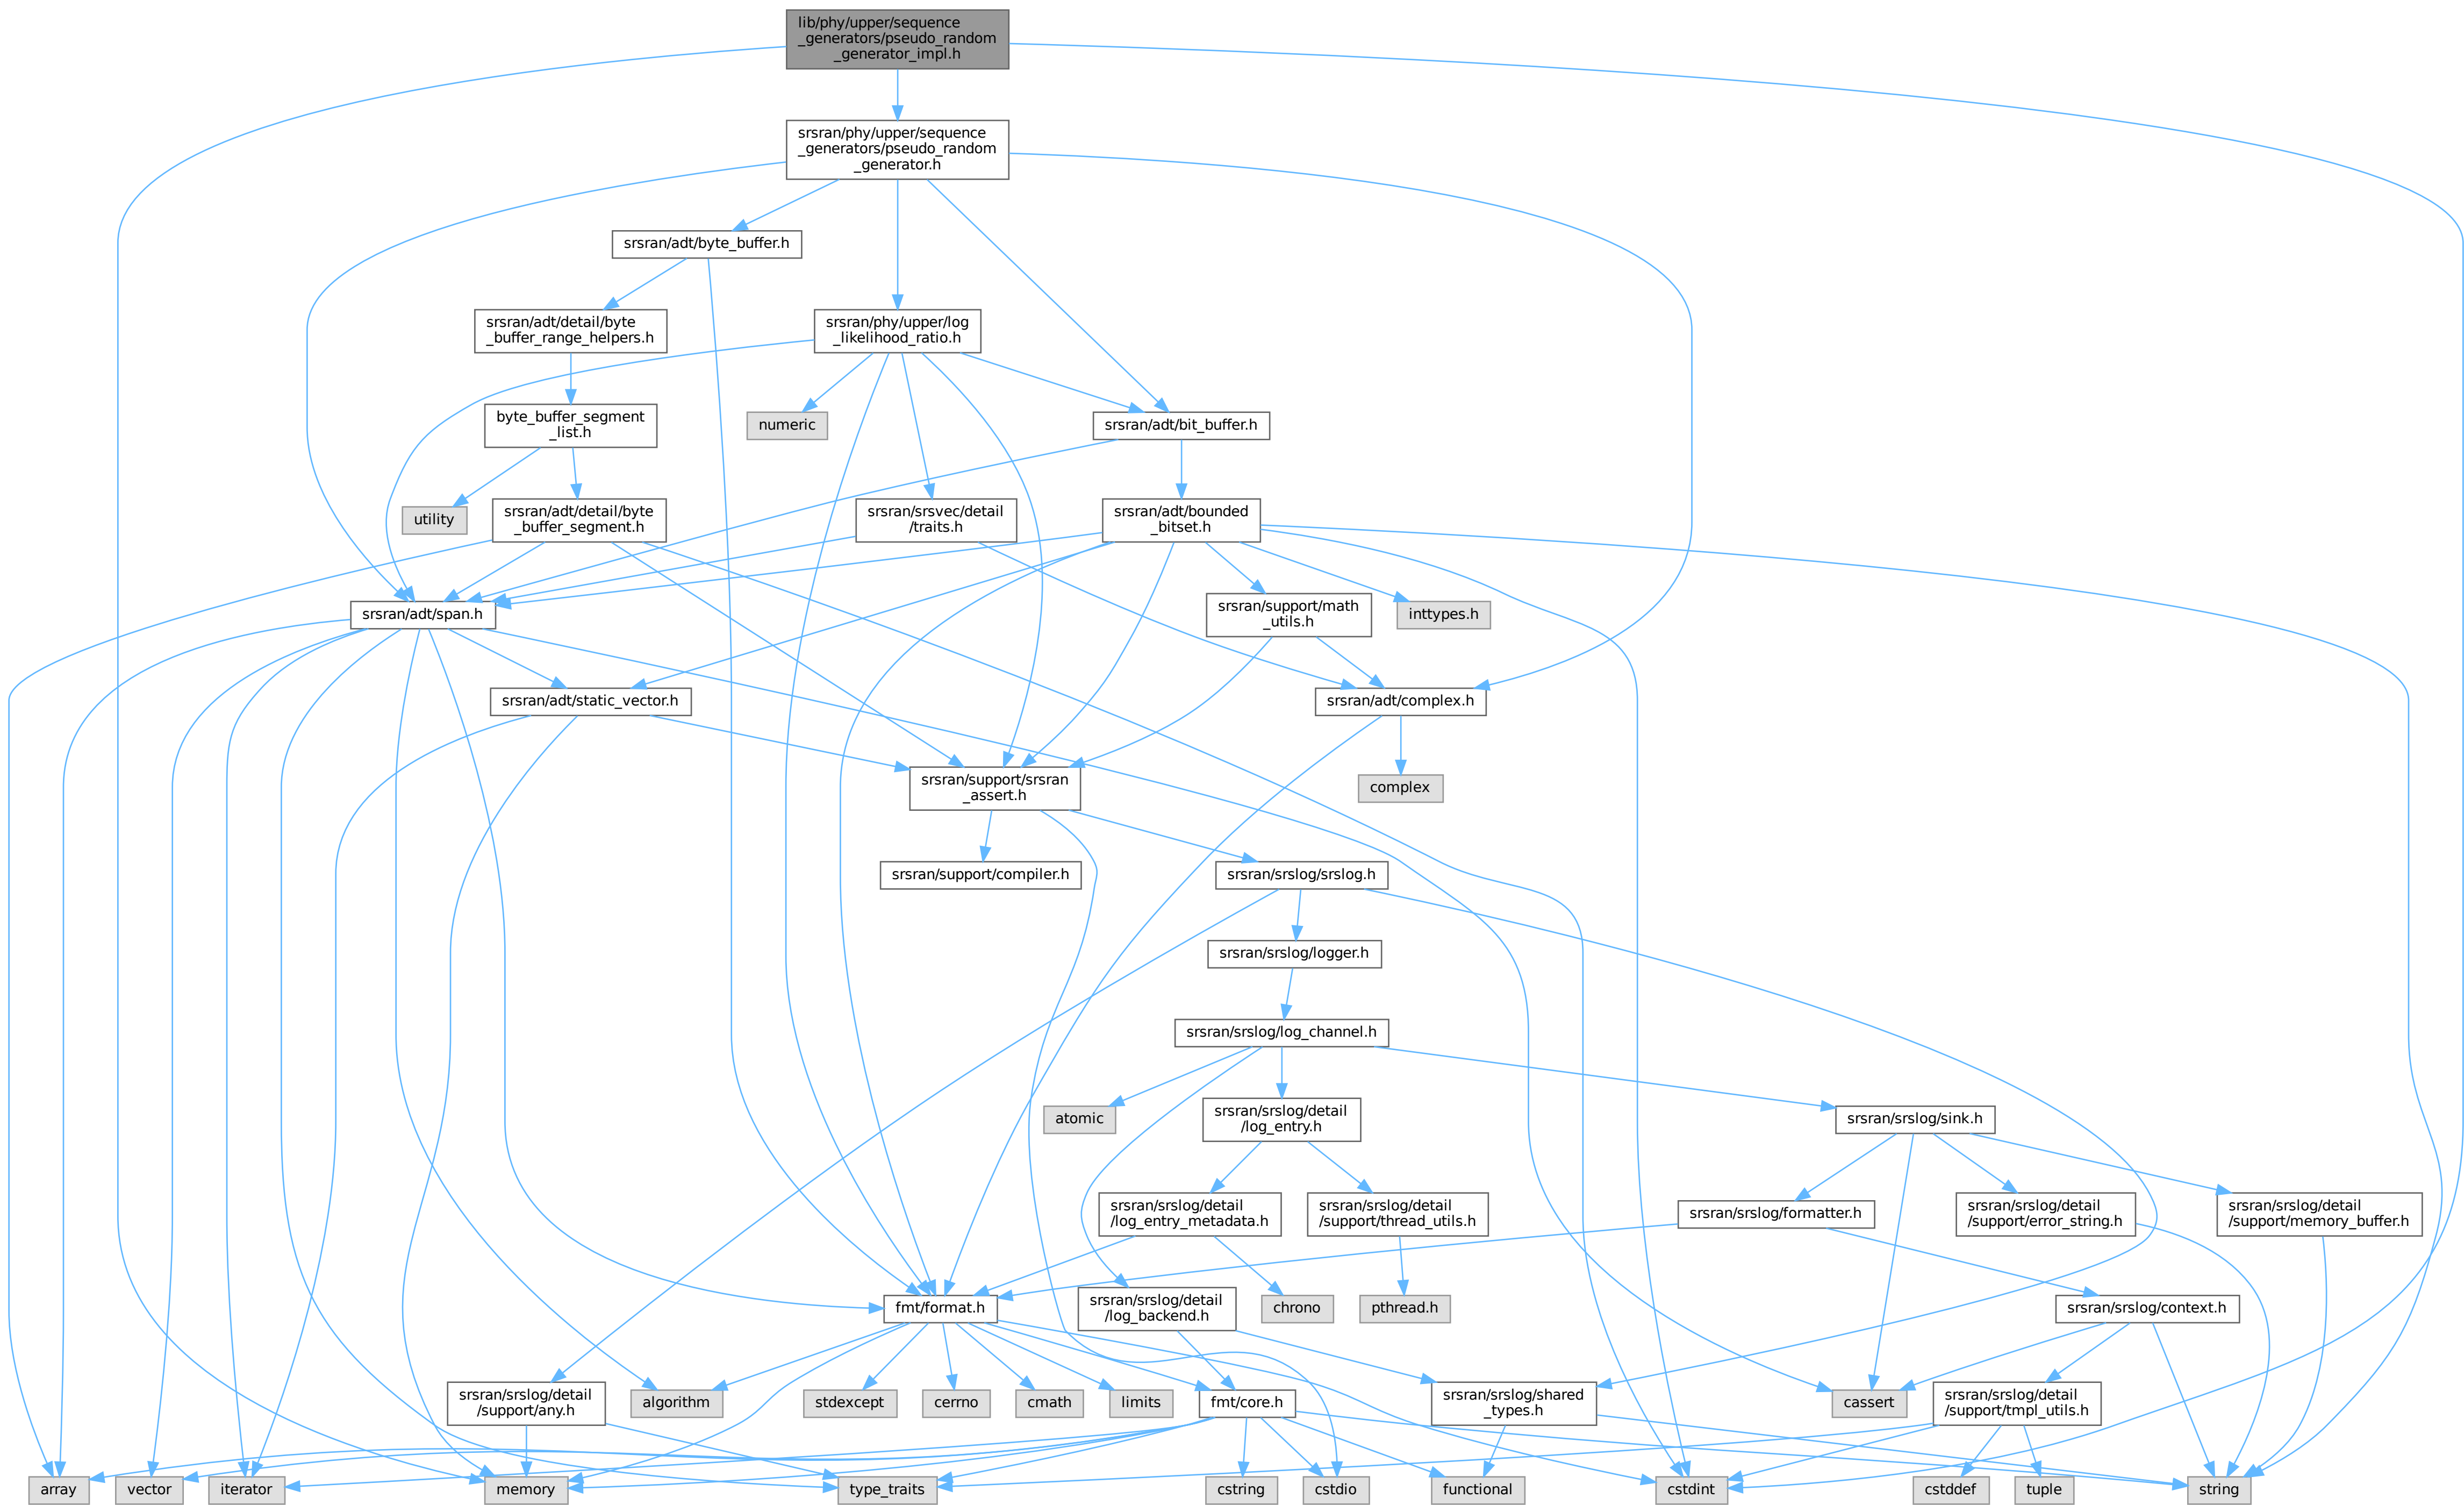 lib/phy/upper/sequence
_generators/pseudo_random
_generator_impl.h
srsran/phy/upper/sequence
_generators/pseudo_random
_generator.h
srsran/adt/byte_buffer.h
srsran/adt/detail/byte
_buffer_range_helpers.h
srsran/phy/upper/log
_likelihood_ratio.h
byte_buffer_segment
_list.h
numeric
srsran/adt/bit_buffer.h
utility
srsran/adt/detail/byte
_buffer_segment.h
srsran/srsvec/detail
/traits.h
srsran/adt/bounded
_bitset.h
srsran/adt/span.h
srsran/support/math
_utils.h
inttypes.h
srsran/adt/static_vector.h
srsran/adt/complex.h
srsran/support/srsran
_assert.h
complex
srsran/support/compiler.h
srsran/srslog/srslog.h
srsran/srslog/logger.h
srsran/srslog/log_channel.h
atomic
srsran/srslog/detail
/log_entry.h
srsran/srslog/sink.h
srsran/srslog/detail
/log_entry_metadata.h
srsran/srslog/detail
/support/thread_utils.h
srsran/srslog/formatter.h
srsran/srslog/detail
/support/error_string.h
srsran/srslog/detail
/support/memory_buffer.h
fmt/format.h
srsran/srslog/detail
/log_backend.h
chrono
pthread.h
srsran/srslog/context.h
srsran/srslog/detail
/support/any.h
algorithm
stdexcept
cerrno
cmath
limits
fmt/core.h
srsran/srslog/shared
_types.h
cassert
srsran/srslog/detail
/support/tmpl_utils.h
array
vector
iterator
memory
type_traits
cstring
cstdio
functional
cstdint
cstddef
tuple
string